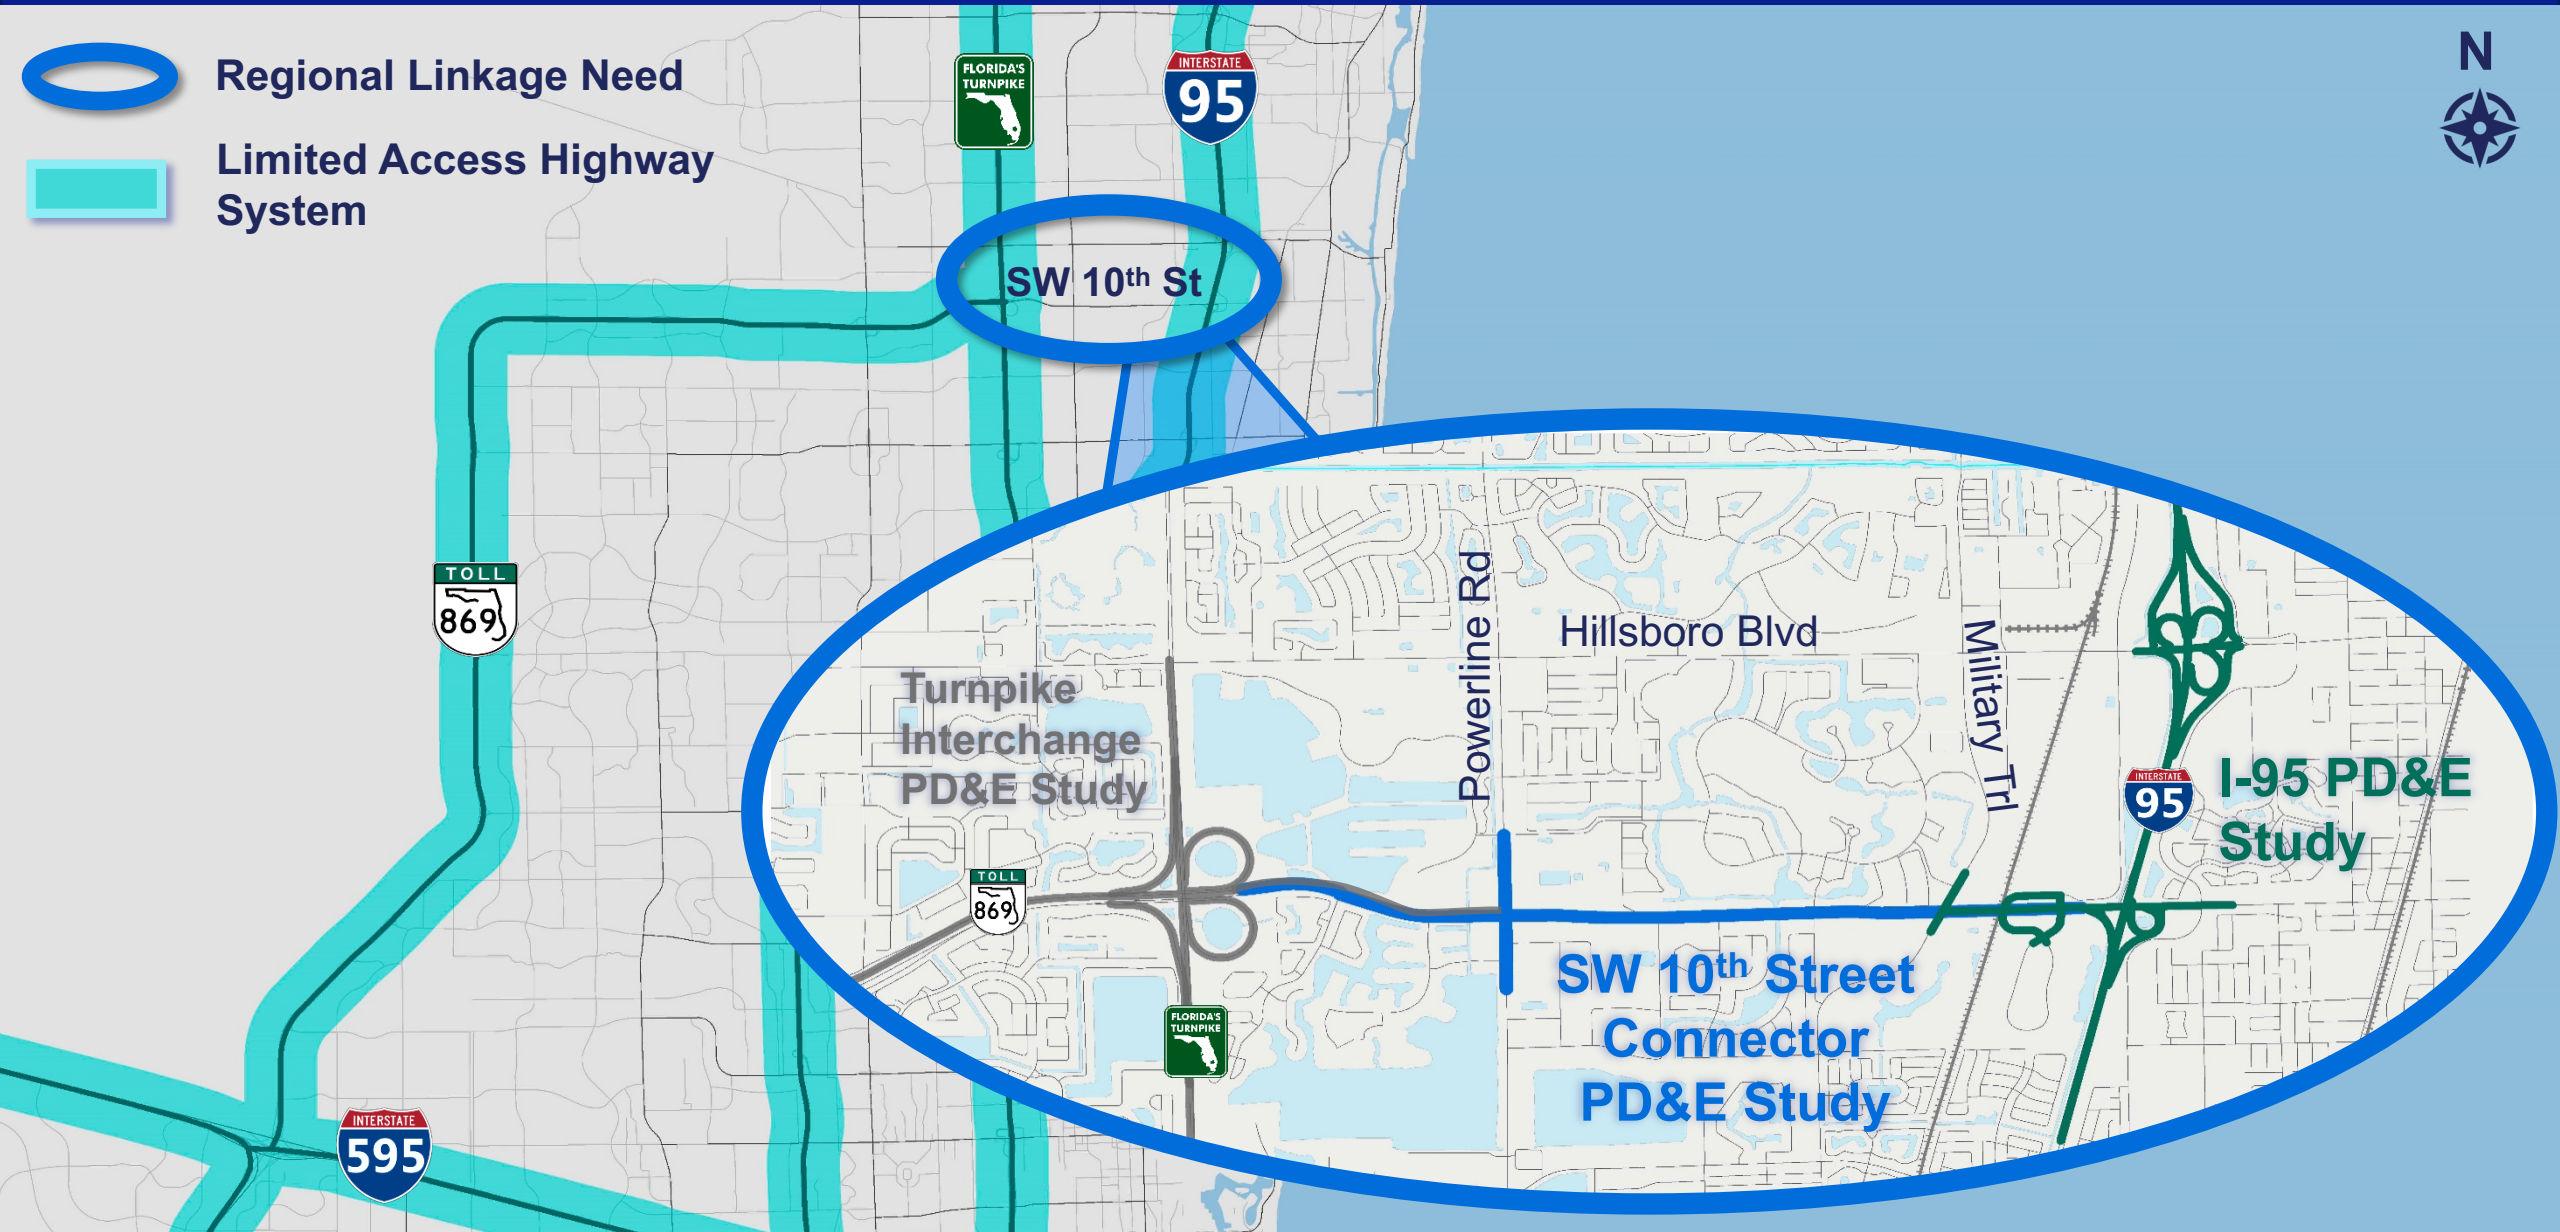 Regional Linkage Need
Limited Access Highway
System
FLORIDA'S
TURNPIKE
INTERSTATE
95
N
SW 10th St
TOLL
869
INTERSTATE
595
Powerline Rd
Hillsboro Blvd
Military Trl
Turnpike
Interchange
PD&E Study
INTERSTATE
95
I-95 PD&E
Study
TOLL
869
SW 10th Street
Connector
PD&E Study
FLORIDA'S
TURNPIKE